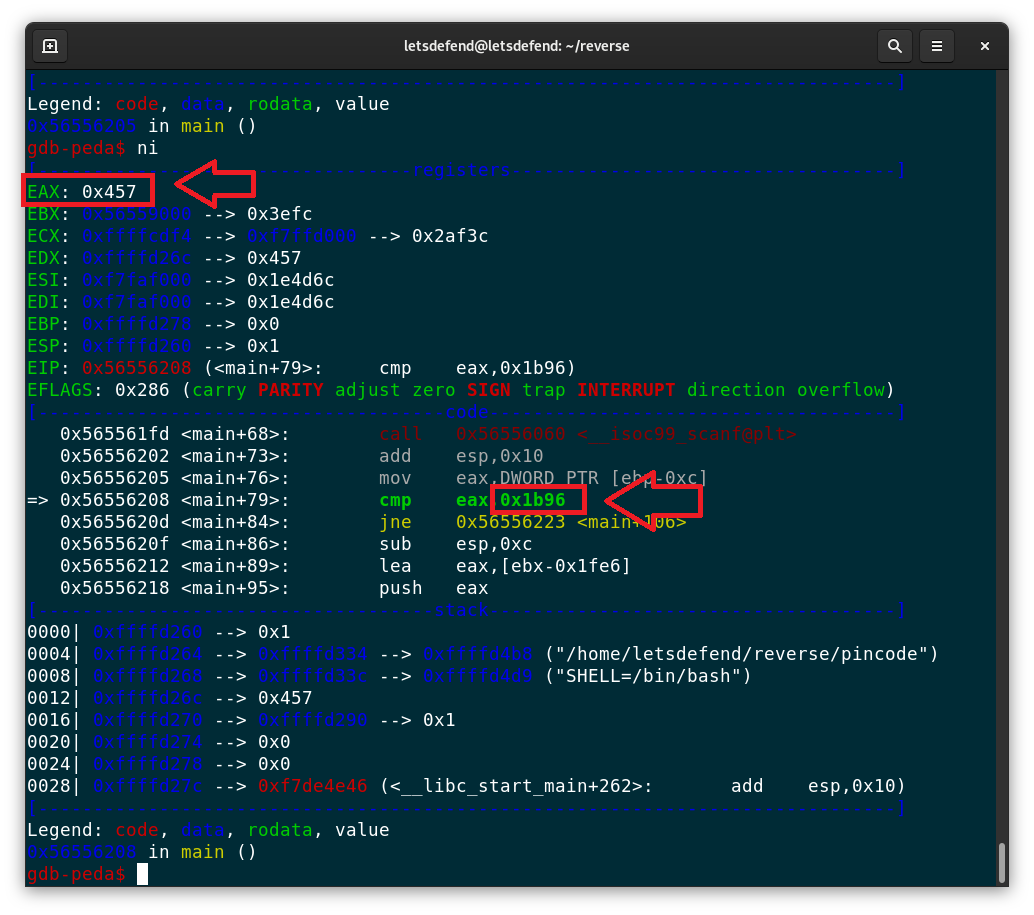 letsdefend@letsdefend: ~/reverse
Legend: code, data, rodata, value
0x56556205 in main ()
gdb-peda$ ni
[----------------------------------registers-----------------------------------]
EAX: 0x457
EBX: 0x56559000 --> 0x3efc
ECX: 0xffffcdf4 --> 0xf7ffd000 --> 0x2af3c
EDX: 0xffffd26c --> 0x457
ESI: 0xf7faf000 --> 0x1e4d6c
EDI: 0xf7faf000 --> 0x1e4d6c
EBP: 0xffffd278 --> 0x0
ESP: 0xffffd260 --> 0x1
EIP: 0x56556208 (<main+79>: cmp eax,0x1b96)
EFLAGS: 0x286 (carry PARITY adjust zero SIGN trap INTERRUPT direction overflow)
[-------------------------------------code-------------------------------------]
0x565561fd <main+68>: call 0x56556060 <__isoc99_scanf@plt>
0x56556202 <main+73>: add esp,0x10
0x56556205 <main+76>: mov eax,DWORD PTR [ebp-0xc]
=> 0x56556208 <main+79>: cmp eax,0x1b96
0x5655620d <main+84>: jne 0x56556223 <main+106>
0x5655620f <main+86>: sub esp,0xc
0x56556212 <main+89>: lea eax,[ebx-0x1fe6]
0x56556218 <main+95>: push eax
[------------------------------------stack-------------------------------------]
0000| 0xffffd260 --> 0x1
0004| 0xffffd264 --> 0xffffd334 --> 0xffffd4b8 ("/home/letsdefend/reverse/pincode")
0008| 0xffffd268 --> 0xffffd33c --> 0xffffd4d9 ("SHELL=/bin/bash")
0012| 0xffffd26c --> 0x457
0016| 0xffffd270 --> 0xffffd290 --> 0x1
0020| 0xffffd274 --> 0x0
0024| 0xffffd278 --> 0x0
0028| 0xffffd27c --> 0xf7de4e46 (<__libc_start_main+262>: add esp,0x10)
[------------------------------------------------------------------------------]
Legend: code, data, rodata, value
0x56556208 in main ()
gdb-peda$